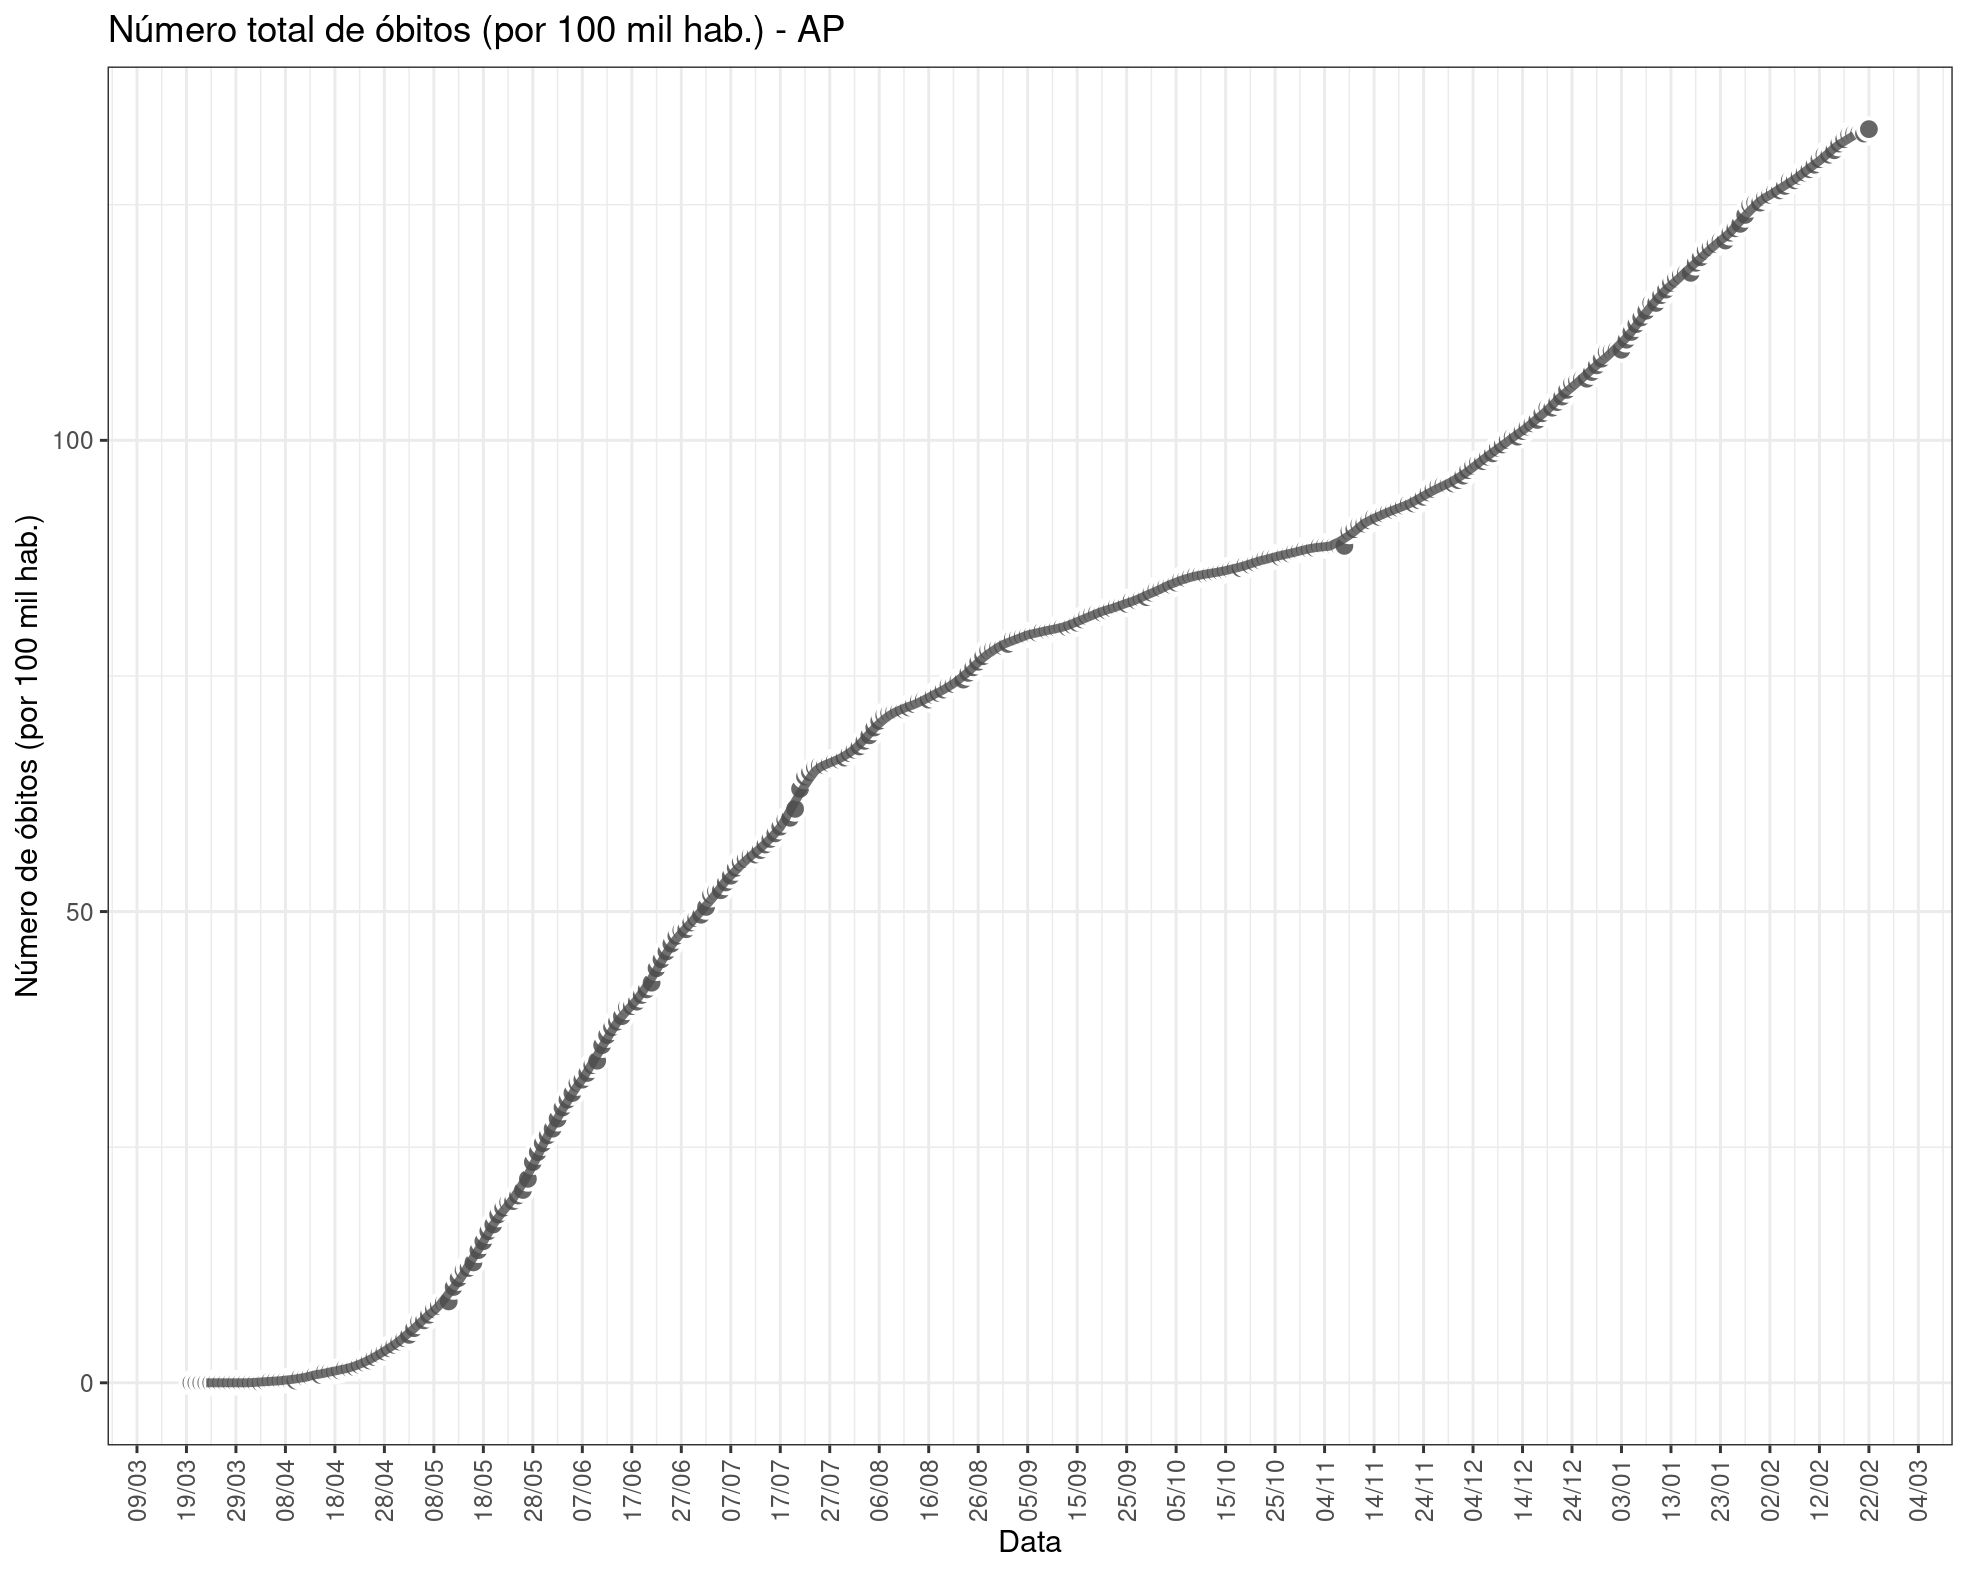 Número total de óbitos (por 100 mil hab.) - AP
Número de óbitos (por 100 mil hab.)
100
50
0
09/03 19/03 29/03 08/04 18/04 28/04 08/05 18/05 28/05 07/06 17/06 27/06 07/07 17/07 27/07 06/08 16/08 26/08 05/09 15/09 25/09 05/10 15/10 25/10 04/11 14/11 24/11 04/12 14/12 24/12 03/01 13/01 23/01 02/02 12/02 22/02 04/03
Data